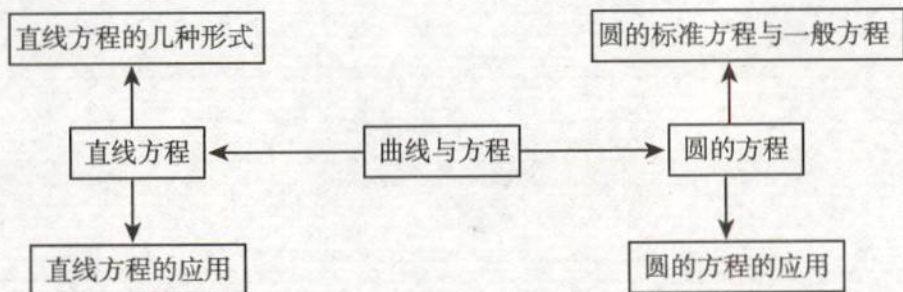 直线方程的几种形式
圆的标准方程与一般方程
直线方程
曲线与方程
圆的方程
直线方程的应用
圆的方程的应用